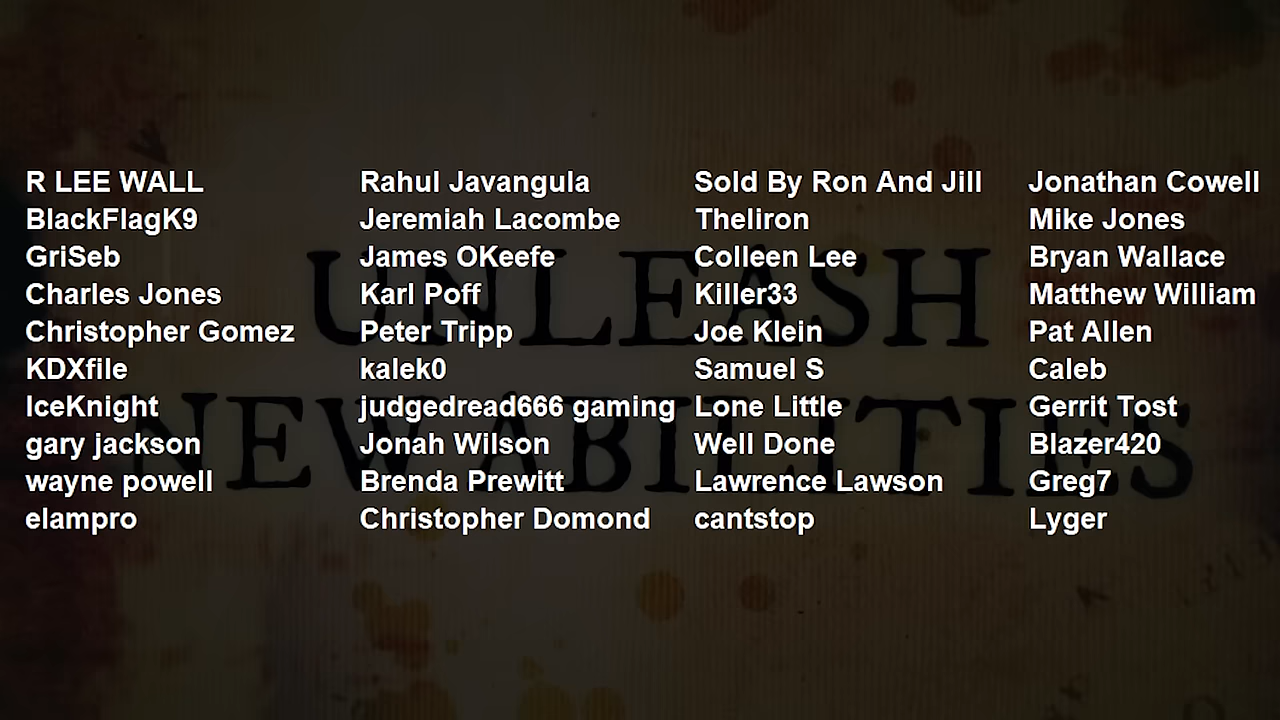 R LEE WALL
BlackFlagK9
GriSeb
Charles Jones
Christopher Gomez
KDXfile
IceKnight
gary jackson
wayne powell
elampro
Rahul Javangula
Jeremiah Lacombe
James OKeefe
Karl Poff
Peter Tripp
kalek0
judgedread666 gaming
Jonah Wilson
Brenda Prewitt
Christopher Domond
Sold By Ron And Jill
Theliron
Colleen Lee
Killer33
Joe Klein
Samuel S
Lone Little
Well Done
Lawrence Lawson
cantstop
Jonathan Cowell
Mike Jones
Bryan Wallace
Matthew William
Pat Allen
Caleb
Gerrit Tost
Blazer420
Greg7
Lyger
UNLEASH
NEW ABILITIES